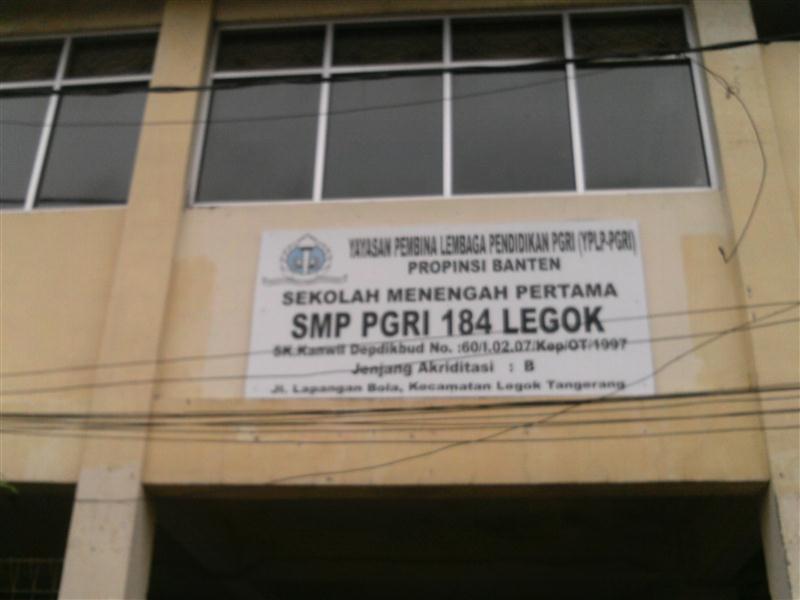 YAYASAN PEMBINA LEMBAGA PENDIDIKAN PGRI (YPLP-PGRI)
PROPINSI BANTEN
SEKOLAH MENENGAH PERTAMA
SMP PGRI 184 LEGOK
SK.Kanwil Depdikbud No. :60/I.02.07/Kep/OT/1997
Jenjang Akriditasi : B
Jl. Lapangan Bola, Kecamatan Legok Tangerang